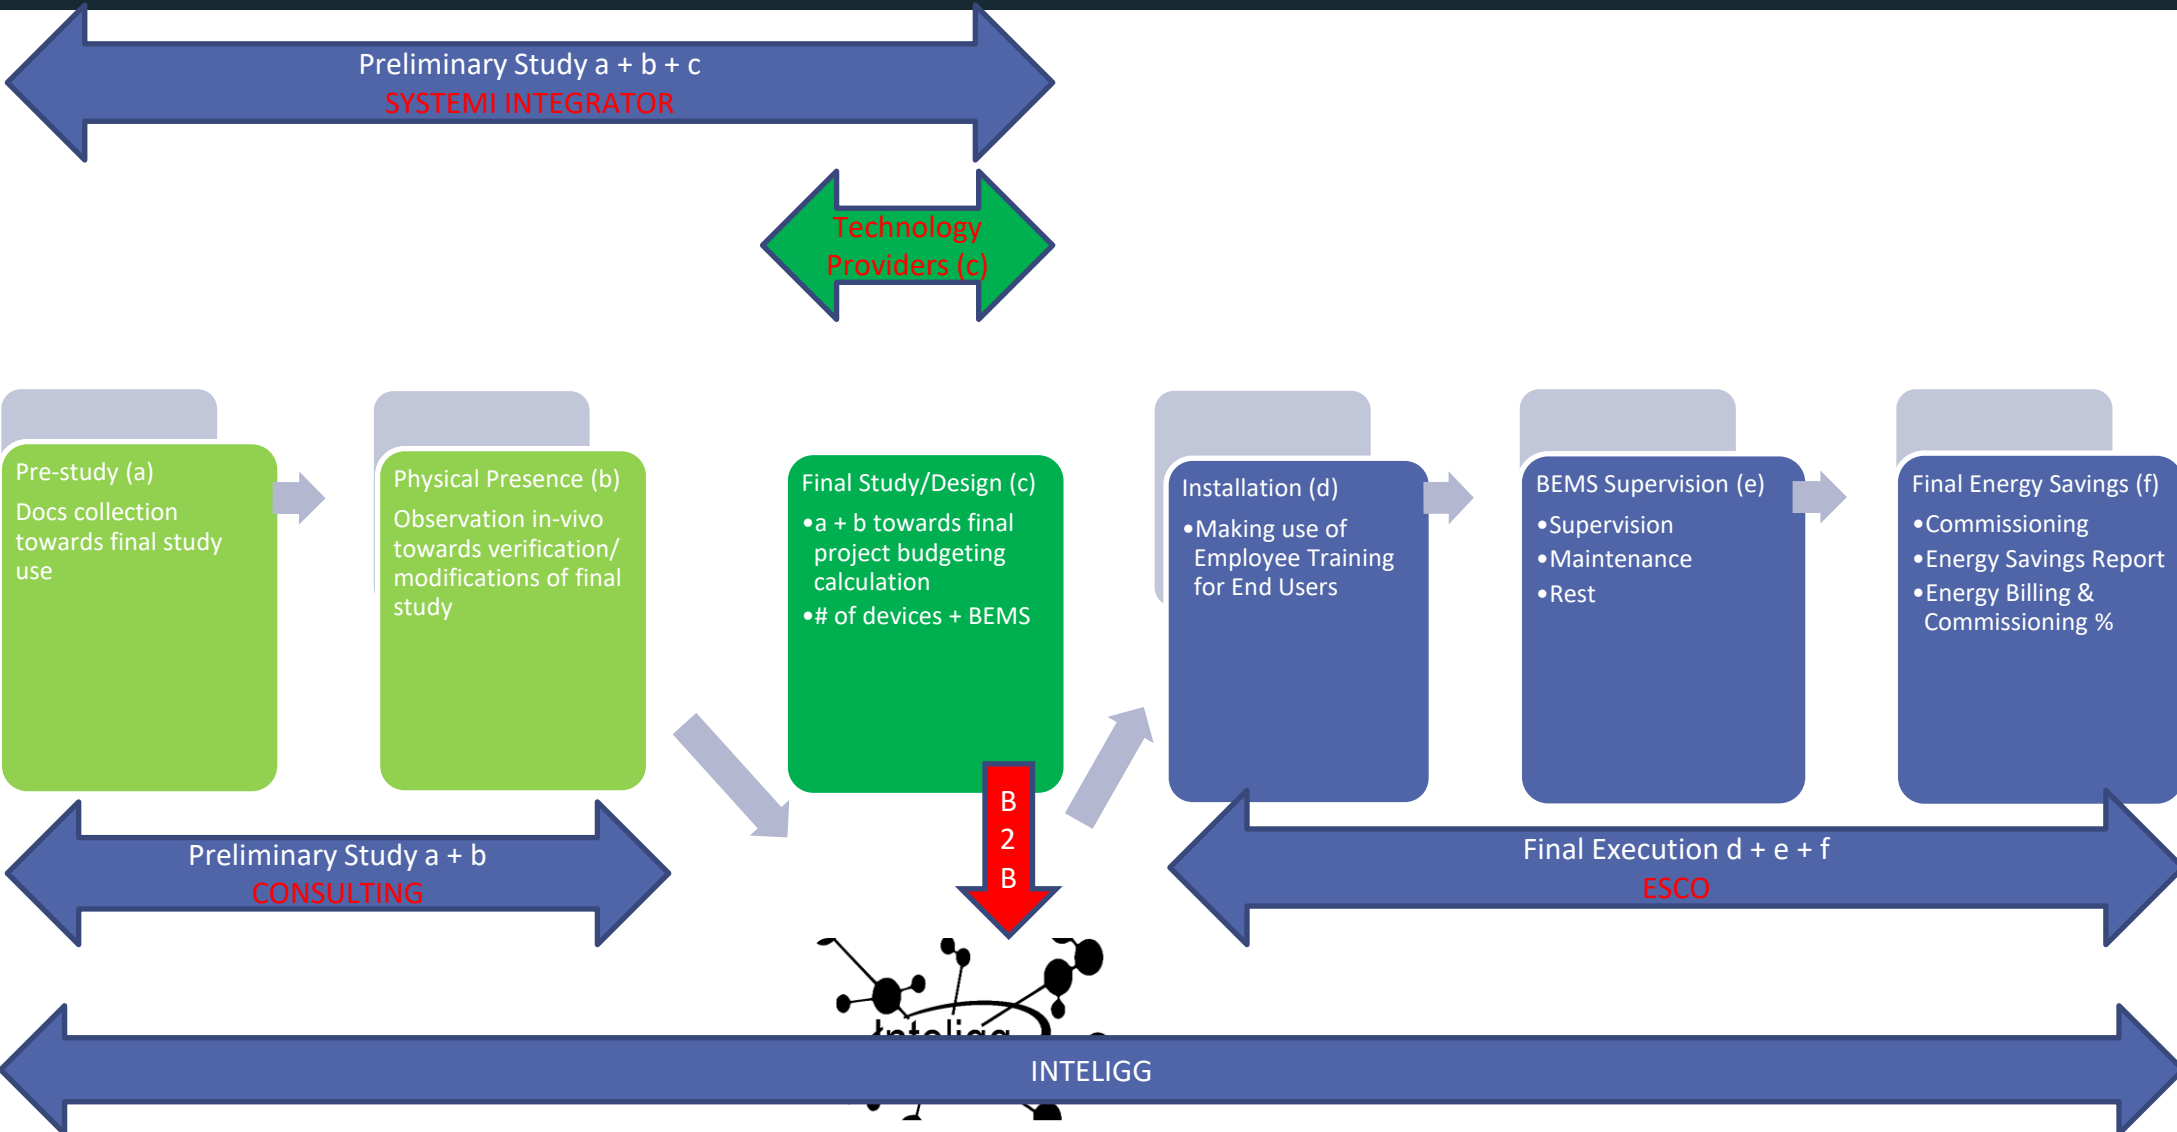 Preliminary Study a + b + c
SYSTEMI INTEGRATOR
Technology
Providers (c)
Pre-study (a)
Docs collection
towards final study
use
Physical Presence (b)
Observation in-vivo
towards verification/
modifications of final
study
Final Study/Design (c)
•a + b towards final
project budgeting
calculation
•# of devices + BEMS
Installation (d)
•Making use of
Employee Training
for End Users
BEMS Supervision (e)
•Supervision
•Maintenance
•Rest
Final Energy Savings (f)
•Commissioning
•Energy Savings Report
•Energy Billing &
Commissioning %
B
2
B
Preliminary Study a + b
CONSULTING
Final Execution d + e + f
ESCO
Inteligg
INTELIGG